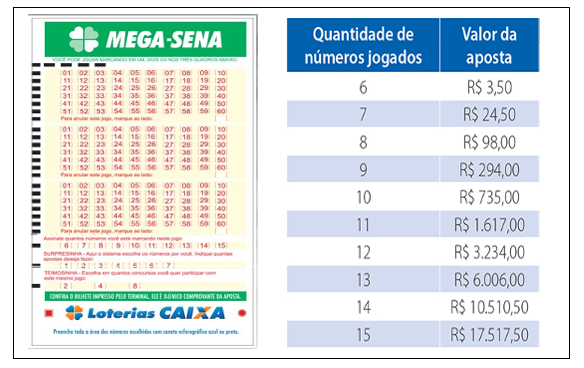 MEGA-SENA
VOCÊ PODE JOGAR MARCANDO EM UM, DOIS OU NOS TRÊS QUADROS ABAIXO:
01 02 03 04 05 06 07 08 09 10
11 12 13 14 15 16 17 18 19 20
21 22 23 24 25 26 27 28 29 30
31 32 33 34 35 36 37 38 39 40
41 42 43 44 45 46 47 48 49 50
51 52 53 54 55 56 57 58 59 60
Para anular este jogo, marque ao lado:
01 02 03 04 05 06 07 08 09 10
11 12 13 14 15 16 17 18 19 20
21 22 23 24 25 26 27 28 29 30
31 32 33 34 35 36 37 38 39 40
41 42 43 44 45 46 47 48 49 50
51 52 53 54 55 56 57 58 59 60
Para anular este jogo, marque ao lado:
01 02 03 04 05 06 07 08 09 10
11 12 13 14 15 16 17 18 19 20
21 22 23 24 25 26 27 28 29 30
31 32 33 34 35 36 37 38 39 40
41 42 43 44 45 46 47 48 49 50
51 52 53 54 55 56 57 58 59 60
Para anular este jogo, marque ao lado:
Assinale quantos números você está marcando neste jogo:
6 7 8 9 10 11 12 13 14 15
SURPRESINHA - Aqui o sistema escolhe os números por você. Indique quantas
apostas deseja fazer:
1 2 3 4 5 6 7
TEIMOSINHA - Escolha em quantos concursos você quer participar com
este mesmo jogo:
2 4 8
CONFIRA O BILHETE IMPRESSO PELO TERMINAL. ELE É O ÚNICO COMPROVANTE DA APOSTA.
Loterias CAIXA
Preencha toda a área dos números escolhidos com caneta esferográfica azul ou preta.
Quantidade de números jogados Valor da aposta
6 R$ 3,50
7 R$ 24,50
8 R$ 98,00
9 R$ 294,00
10 R$ 735,00
11 R$ 1.617,00
12 R$ 3.234,00
13 R$ 6.006,00
14 R$ 10.510,50
15 R$ 17.517,50